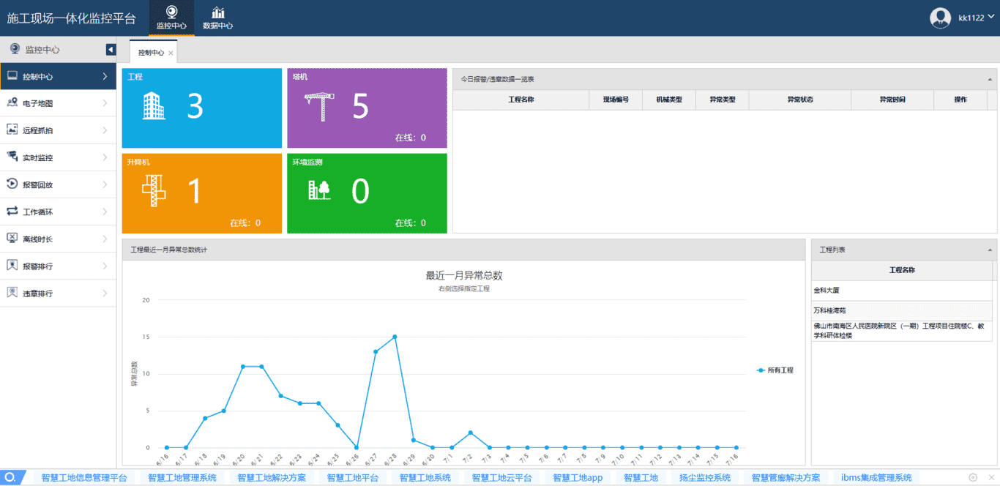 施工现场一体化监控平台
监控中心
数据中心
kk1122
监控中心
控制中心
电子地图
远程抓拍
实时监控
报警回放
工作循环
离线时长
报警排行
违章排行
控制中心
工程
3
塔机
5
在线: 0
升降机
1
在线: 0
环境监测
0
在线: 0
今日报警/违章数据一览表
工程名称 现场编号 机械类型 异常类型 异常状态 异常时间 操作
工程最近一月异常总数统计
最近一月异常总数
右侧选择指定工程
异常总数
20
15
10
5
0
6/16 6/17 6/18 6/19 6/20 6/21 6/22 6/23 6/24 6/25 6/26 6/27 6/28 6/29 6/30 7/1 7/2 7/3 7/4 7/5 7/6 7/7 7/8 7/9 7/10 7/11 7/12 7/13 7/14 7/15 7/16
所有工程
工程列表
工程名称
金科大厦
万科桂湾苑
佛山市南海区人民医院新院区（一期）工程项目住院楼C、教
学科研体检楼
智慧工地信息管理平台 智慧工地管理系统 智慧工地解决方案 智慧工地平台 智慧工地系统 智慧工地云平台 智慧工地app 智慧工地 扬尘监控系统 智慧管廊解决方案 ibms集成管理系统